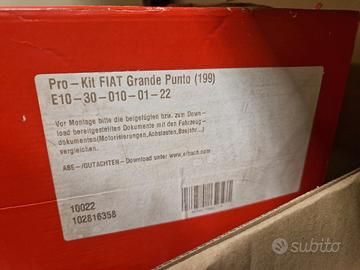 Pro-Kit FIAT Grande Punto (199)
E10-30-010-01-22
Vor Montage bitte die beigefügten bzw. zum Down-
load bereitgestellten Dokumente mit den Fahrzeug-
dokumenten(Motorisierungen,Achslasten,Baujahr...)
vergleichen.
ABE-/GUTACHTEN-Download unter www.eibach.com
10022
102816358
subito